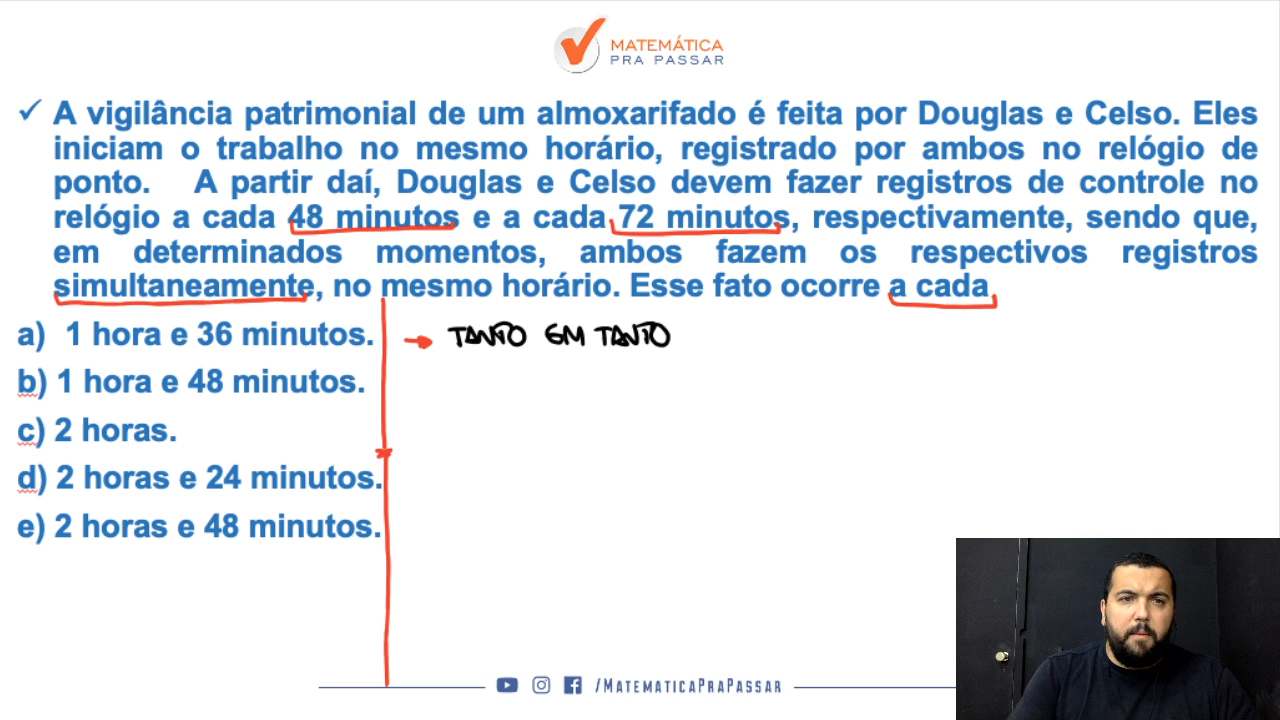 MATEMÁTICA
PRA PASSAR
✓ A vigilância patrimonial de um almoxarifado é feita por Douglas e Celso. Eles
iniciam o trabalho no mesmo horário, registrado por ambos no relógio de
ponto. A partir daí, Douglas e Celso devem fazer registros de controle no
relógio a cada 48 minutos e a cada 72 minutos, respectivamente, sendo que,
em determinados momentos, ambos fazem os respectivos registros
simultaneamente, no mesmo horário. Esse fato ocorre a cada
a) 1 hora e 36 minutos.
→ TANTO EM TANTO
b) 1 hora e 48 minutos.
c) 2 horas.
d) 2 horas e 24 minutos.
e) 2 horas e 48 minutos.
/MATEMATICAPRAPASSAR